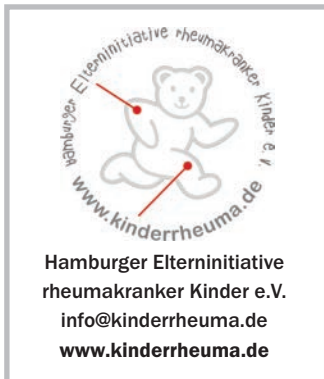 Hamburger Elterninitiative rheumakranker Kinder e.V.
www.kinderrheuma.de
Hamburger Elterninitiative
rheumakranker Kinder e.V.
info@kinderrheuma.de
www.kinderrheuma.de